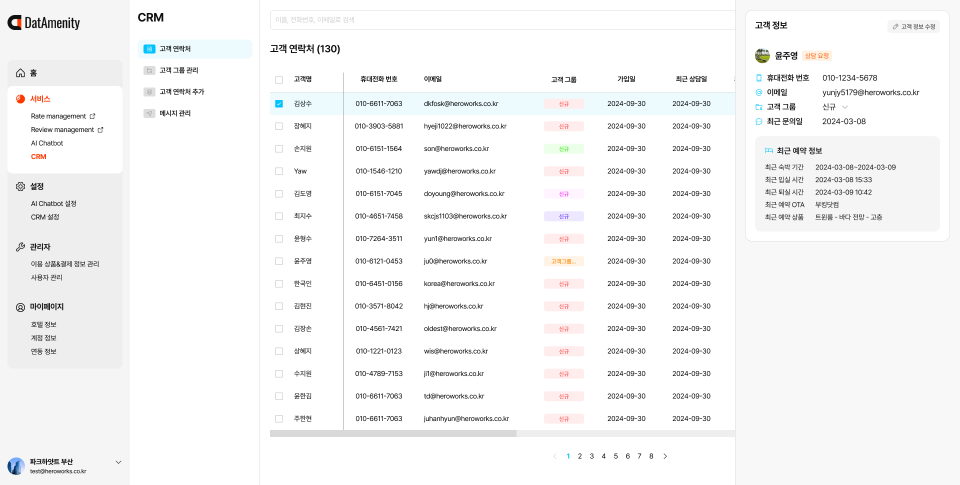 DatAmenity
홈
서비스
Rate management
Review management
AI Chatbot
CRM
설정
AI Chatbot 설정
CRM 설정
관리자
이용 상품&결제 정보 관리
사용자 관리
마이페이지
호텔 정보
계정 정보
연동 정보
파크하얏트 부산
test@heroworks.co.kr
CRM
고객 연락처
고객 그룹 관리
고객 연락처 추가
메시지 관리
이름, 전화번호, 이메일로 검색
고객 연락처 (130)
고객명 휴대전화 번호 이메일 고객 그룹 가입일 최근 상담일
김상수 010-6611-7063 dkfosk@heroworks.co.kr 신규 2024-09-30 2024-09-30
장혜지 010-3903-5881 hyeji1022@heroworks.co.kr 신규 2024-09-30 2024-09-30
손지원 010-6151-1564 son@heroworks.co.kr 신규 2024-09-30 2024-09-30
Yaw 010-1546-1210 yawdj@heroworks.co.kr 신규 2024-09-30 2024-09-30
김도영 010-6151-7045 doyoung@heroworks.co.kr 신규 2024-09-30 2024-09-30
최지수 010-4651-7458 skcjs1103@heroworks.co.kr 신규 2024-09-30 2024-09-30
윤형수 010-7264-3511 yun1@heroworks.co.kr 신규 2024-09-30 2024-09-30
윤주영 010-6121-0453 ju0@heroworks.co.kr 고객그룹... 2024-09-30 2024-09-30
한국인 010-6451-0156 korea@heroworks.co.kr 신규 2024-09-30 2024-09-30
김현진 010-3571-8042 hj@heroworks.co.kr 신규 2024-09-30 2024-09-30
김장손 010-4561-7421 oldest@heroworks.co.kr 신규 2024-09-30 2024-09-30
상혜지 010-1221-0123 wis@heroworks.co.kr 신규 2024-09-30 2024-09-30
수지원 010-4789-7153 ji1@heroworks.co.kr 신규 2024-09-30 2024-09-30
윤한김 010-6611-7063 td@heroworks.co.kr 신규 2024-09-30 2024-09-30
주한현 010-6611-7063 juhanhyun@heroworks.co.kr 신규 2024-09-30 2024-09-30
1 2 3 4 5 6 7 8
고객 정보
고객 정보 수정
윤주영 상담 요청
휴대전화 번호 010-1234-5678
이메일 yunjy5179@heroworks.co.kr
고객 그룹 신규
최근 문의일 2024-03-08
최근 예약 정보
최근 숙박 기간 2024-03-08~2024-03-09
최근 입실 시간 2024-03-08 15:33
최근 퇴실 시간 2024-03-09 10:42
최근 예약 OTA 부킹닷컴
최근 예약 상품 트윈룸 - 바다 전망 - 고층